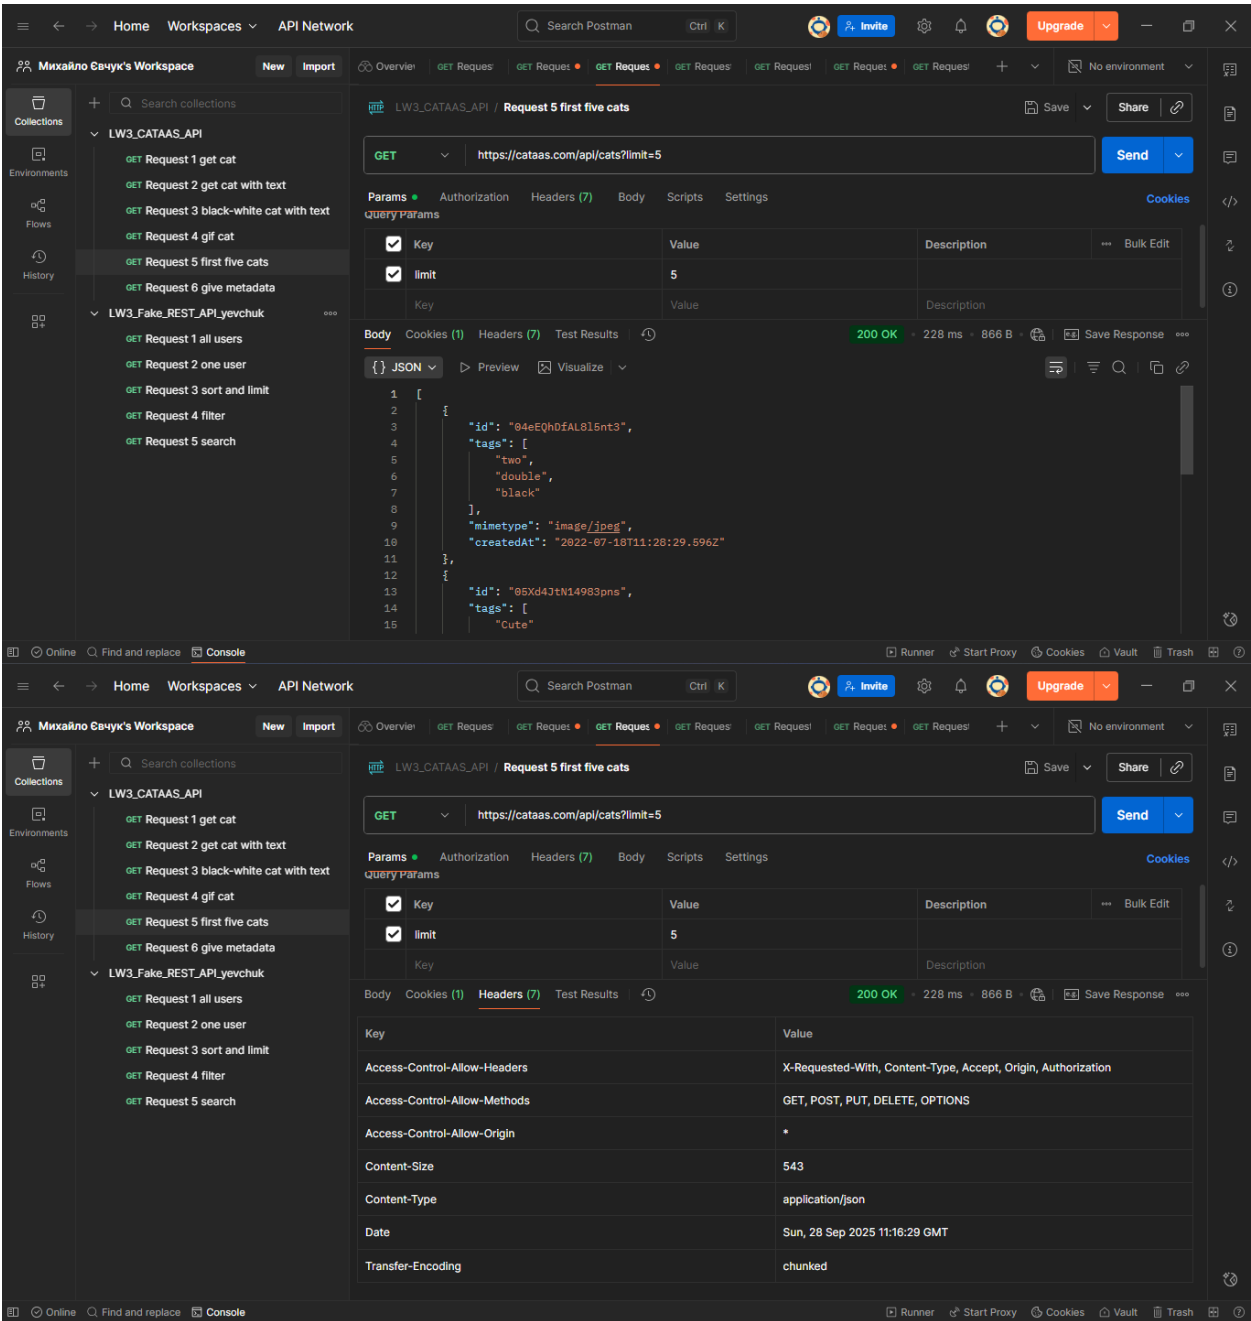 Home Workspaces API Network Search Postman Ctrl K Invite Upgrade
Михайло Євчук's Workspace New Import Overvie GET Reques GET Reques GET Reques GET Reques GET Request GET Reques GET Request No environment
Collections
Environments
Flows
History
Search collections
LW3_CATAAS_API
GET Request 1 get cat
GET Request 2 get cat with text
GET Request 3 black-white cat with text
GET Request 4 gif cat
GET Request 5 first five cats
GET Request 6 give metadata
LW3_Fake_REST_API_yevchuk
GET Request 1 all users
GET Request 2 one user
GET Request 3 sort and limit
GET Request 4 filter
GET Request 5 search
HTTP LW3_CATAAS_API / Request 5 first five cats Save Share
GET https://cataas.com/api/cats?limit=5 Send
Params Authorization Headers (7) Body Scripts Settings Cookies
Query Params
Key Value Description Bulk Edit
limit 5
Key Value Description
Body Cookies (1) Headers (7) Test Results 200 OK 228 ms 866 B e.g. Save Response
{} JSON Preview Visualize
1 [
2 {
3 "id": "04eEQhDfAL8l5nt3",
4 "tags": [
5 "two",
6 "double",
7 "black"
8 ],
9 "mimetype": "image/jpeg",
10 "createdAt": "2022-07-18T11:28:29.596Z"
11 },
12 {
13 "id": "05Xd4JtN14983pns",
14 "tags": [
15 "Cute"
Online Find and replace Console Runner Start Proxy Cookies Vault Trash
Home Workspaces API Network Search Postman Ctrl K Invite Upgrade
Михайло Євчук's Workspace New Import Overvie GET Reques GET Reques GET Reques GET Reques GET Request GET Reques GET Request No environment
Collections
Environments
Flows
History
Search collections
LW3_CATAAS_API
GET Request 1 get cat
GET Request 2 get cat with text
GET Request 3 black-white cat with text
GET Request 4 gif cat
GET Request 5 first five cats
GET Request 6 give metadata
LW3_Fake_REST_API_yevchuk
GET Request 1 all users
GET Request 2 one user
GET Request 3 sort and limit
GET Request 4 filter
GET Request 5 search
HTTP LW3_CATAAS_API / Request 5 first five cats Save Share
GET https://cataas.com/api/cats?limit=5 Send
Params Authorization Headers (7) Body Scripts Settings Cookies
Query Params
Key Value Description Bulk Edit
limit 5
Key Value Description
Body Cookies (1) Headers (7) Test Results 200 OK 228 ms 866 B e.g. Save Response
Key Value
Access-Control-Allow-Headers X-Requested-With, Content-Type, Accept, Origin, Authorization
Access-Control-Allow-Methods GET, POST, PUT, DELETE, OPTIONS
Access-Control-Allow-Origin *
Content-Size 543
Content-Type application/json
Date Sun, 28 Sep 2025 11:16:29 GMT
Transfer-Encoding chunked
Online Find and replace Console Runner Start Proxy Cookies Vault Trash